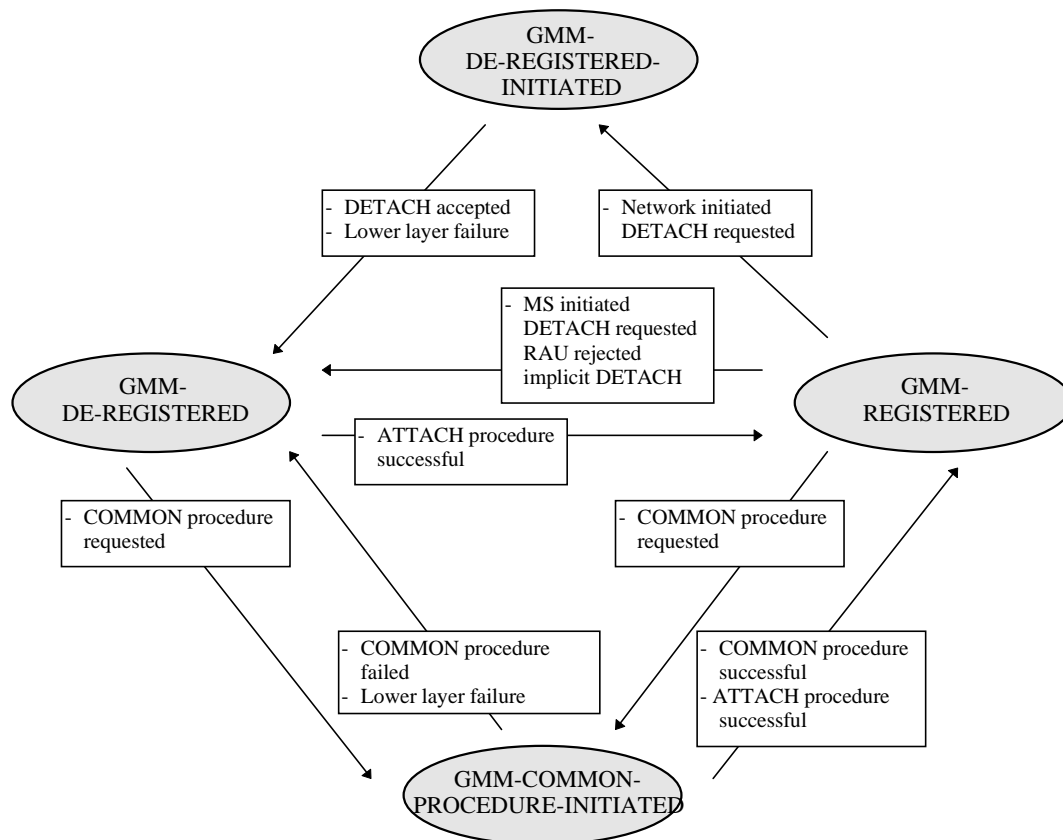 GMM-
DE-REGISTERED-
INITIATED
- DETACH accepted
- Lower layer failure
- Network initiated
DETACH requested
- MS initiated
DETACH requested
RAU rejected
implicit DETACH
GMM-
DE-REGISTERED
GMM-
REGISTERED
- ATTACH procedure
successful
- COMMON procedure
requested
- COMMON procedure
requested
- COMMON procedure
failed
- Lower layer failure
- COMMON procedure
successful
- ATTACH procedure
successful
GMM-COMMON-
PROCEDURE-INITIATED